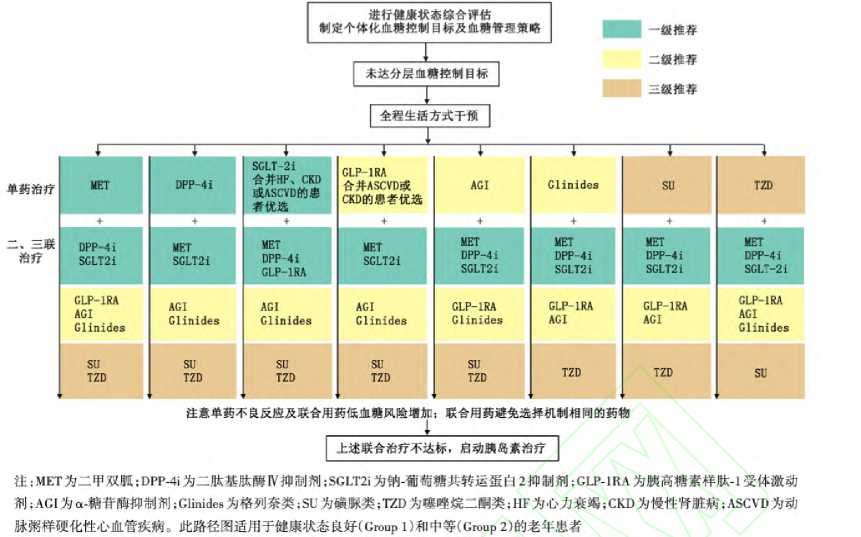 进行健康状态综合评估
制定个体化血糖控制目标及血糖管理策略
一级推荐
二级推荐
三级推荐
未达分层血糖控制目标
全程生活方式干预
单药治疗
MET
DPP-4i
SGLT-2i
合并HF、CKD
或ASCVD的患
者优选
GLP-1RA
合并ASCVD或
CKD的患者优选
AGI
Glinides
SU
TZD
+ + + + + + + +
二、三联
治疗
DPP-4i
SGLT2i
MET
SGLT2i
MET
DPP-4i
GLP-1RA
MET
SGLT2i
MET
DPP-4i
SGLT2i
MET
DPP-4i
SGLT2i
MET
DPP-4i
SGLT2i
MET
DPP-4i
SGLT-2i
GLP-1RA
AGI
Glinides
AGI
Glinides
AGI
Glinides
AGI
Glinides
GLP-1RA
Glinides
GLP-1RA
AGI
GLP-1RA
AGI
GLP-1RA
AGI
Glinides
SU
TZD
SU
TZD
SU
TZD
SU
TZD
SU
TZD
TZD
TZD
SU
注意单药不良反应及联合用药低血糖风险增加；联合用药避免选择机制相同的药物
上述联合治疗不达标，启动胰岛素治疗
注：MET为二甲双胍；DPP-4i为二肽基肽酶Ⅳ抑制剂；SGLT2i为钠-葡萄糖共转运蛋白2抑制剂；GLP-1RA为胰高糖素样肽-1受体激动
剂；AGI为α-糖苷酶抑制剂；Glinides为格列奈类；SU为磺脲类；TZD为噻唑烷二酮类；HF为心力衰竭；CKD为慢性肾脏病；ASCVD为动
脉粥样硬化性心血管疾病。此路径图适用于健康状态良好（Group 1）和中等（Group 2）的老年患者